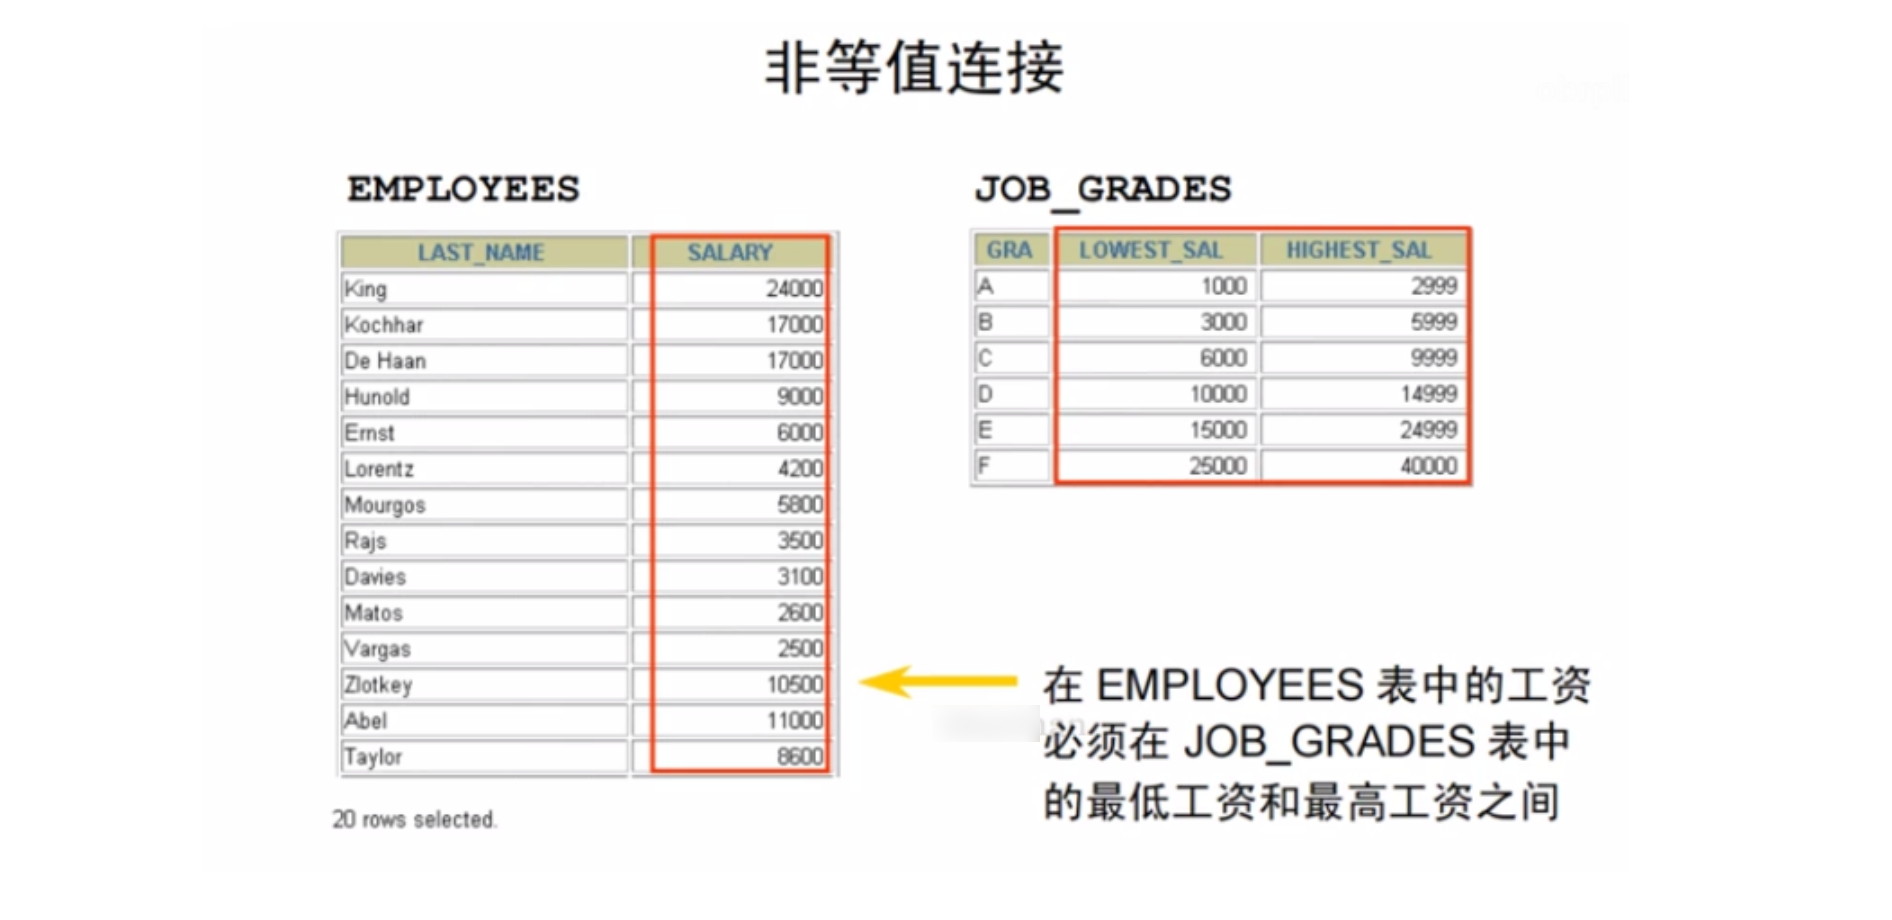 非等值连接
EMPLOYEES
LAST_NAME SALARY
King 24000
Kochhar 17000
De Haan 17000
Hunold 9000
Ernst 6000
Lorentz 4200
Mourgos 5800
Rajs 3500
Davies 3100
Matos 2600
Vargas 2500
Zlotkey 10500
Abel 11000
Taylor 8600
20 rows selected.
JOB_GRADES
GRA LOWEST_SAL HIGHEST_SAL
A 1000 2999
B 3000 5999
C 6000 9999
D 10000 14999
E 15000 24999
F 25000 40000
在 EMPLOYEES 表中的工资
必须在 JOB_GRADES 表中
的最低工资和最高工资之间